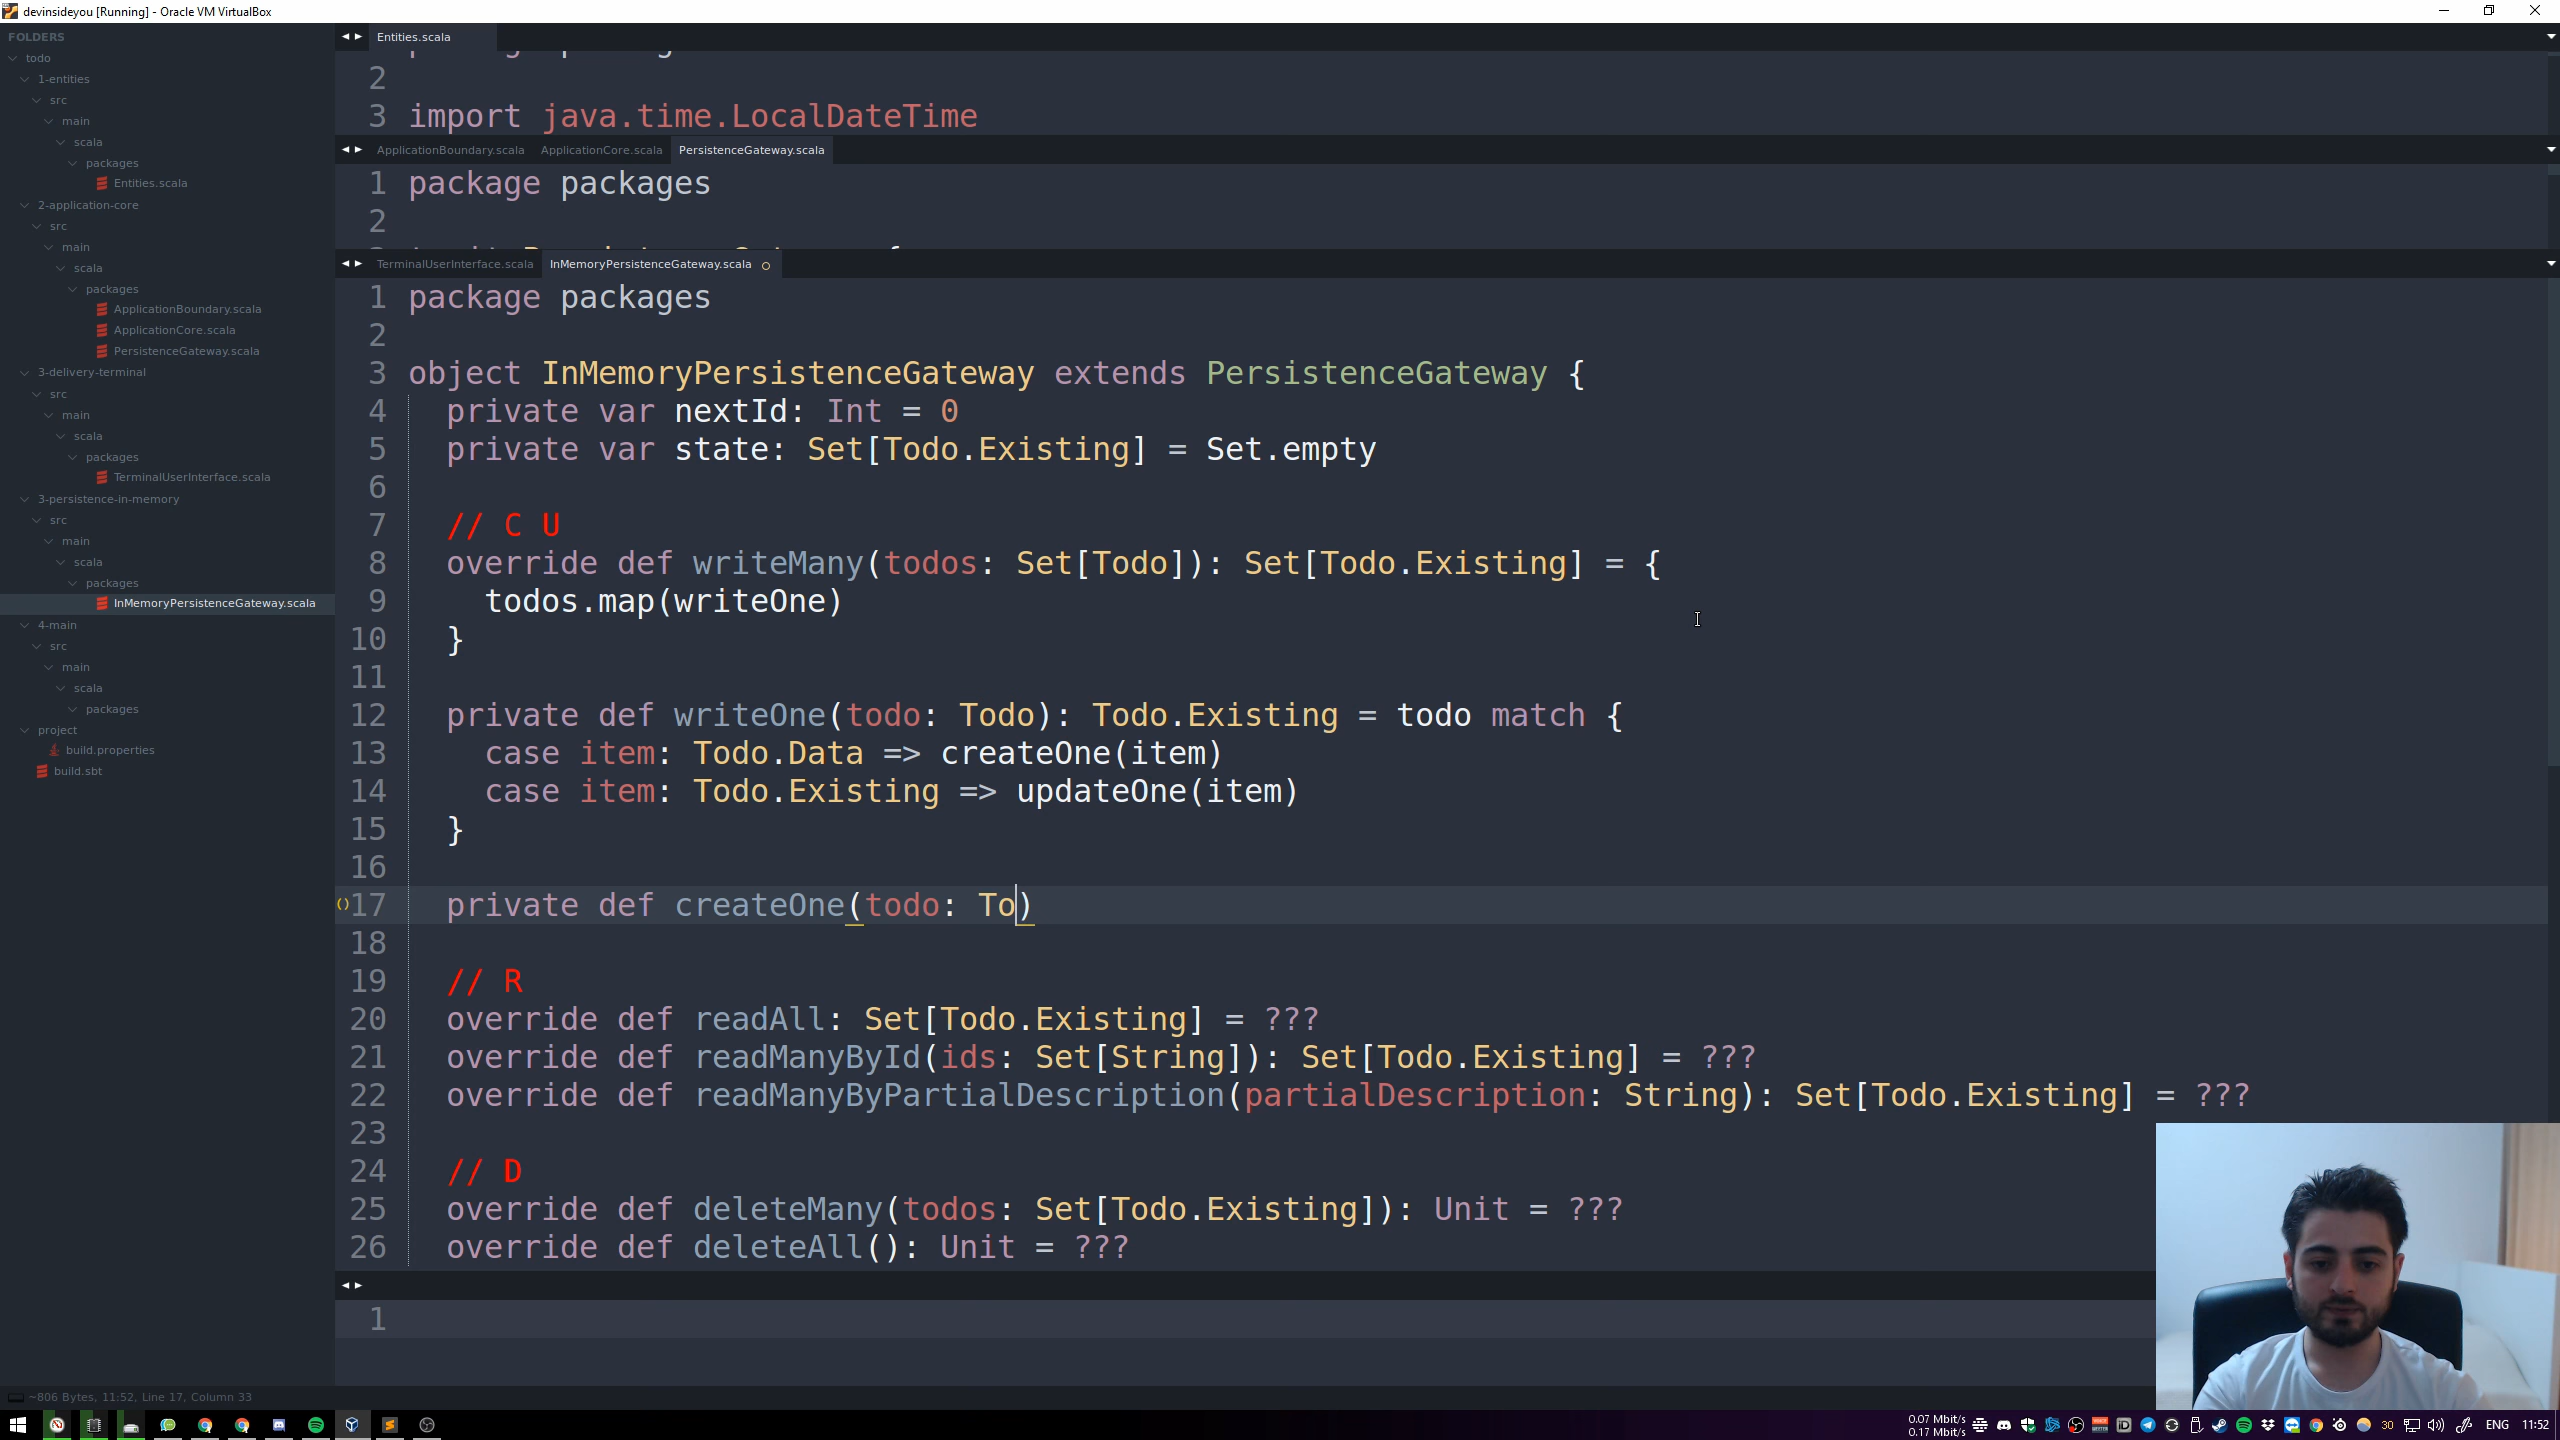 devinsideyou [Running] - Oracle VM VirtualBox
FOLDERS
todo
1-entities
src
main
scala
packages
Entities.scala
2-application-core
src
main
scala
packages
ApplicationBoundary.scala
ApplicationCore.scala
PersistenceGateway.scala
3-delivery-terminal
src
main
scala
packages
TerminalUserInterface.scala
3-persistence-in-memory
src
main
scala
packages
InMemoryPersistenceGateway.scala
4-main
src
main
scala
packages
project
build.properties
build.sbt
Entities.scala
2
3 import java.time.LocalDateTime
ApplicationBoundary.scala ApplicationCore.scala PersistenceGateway.scala
1 package packages
2
TerminalUserInterface.scala InMemoryPersistenceGateway.scala
1 package packages
2
3 object InMemoryPersistenceGateway extends PersistenceGateway {
4 private var nextId: Int = 0
5 private var state: Set[Todo.Existing] = Set.empty
6
7 // C U
8 override def writeMany(todos: Set[Todo]): Set[Todo.Existing] = {
9 todos.map(writeOne)
10 }
11
12 private def writeOne(todo: Todo): Todo.Existing = todo match {
13 case item: Todo.Data => createOne(item)
14 case item: Todo.Existing => updateOne(item)
15 }
16
17 private def createOne(todo: To)
18
19 // R
20 override def readAll: Set[Todo.Existing] = ???
21 override def readManyById(ids: Set[String]): Set[Todo.Existing] = ???
22 override def readManyByPartialDescription(partialDescription: String): Set[Todo.Existing] = ???
23
24 // D
25 override def deleteMany(todos: Set[Todo.Existing]): Unit = ???
26 override def deleteAll(): Unit = ???
1
~806 Bytes, 11:52, Line 17, Column 33
0.07 Mbit/s
0.17 Mbit/s
30
ENG 11:52